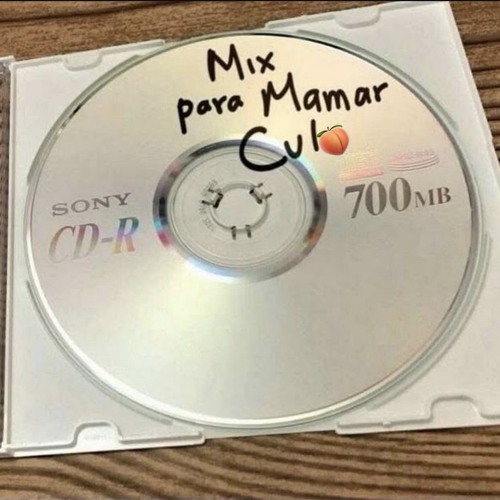 Mix
para Mamar
Cul🍑
SONY
CD-R
700MB